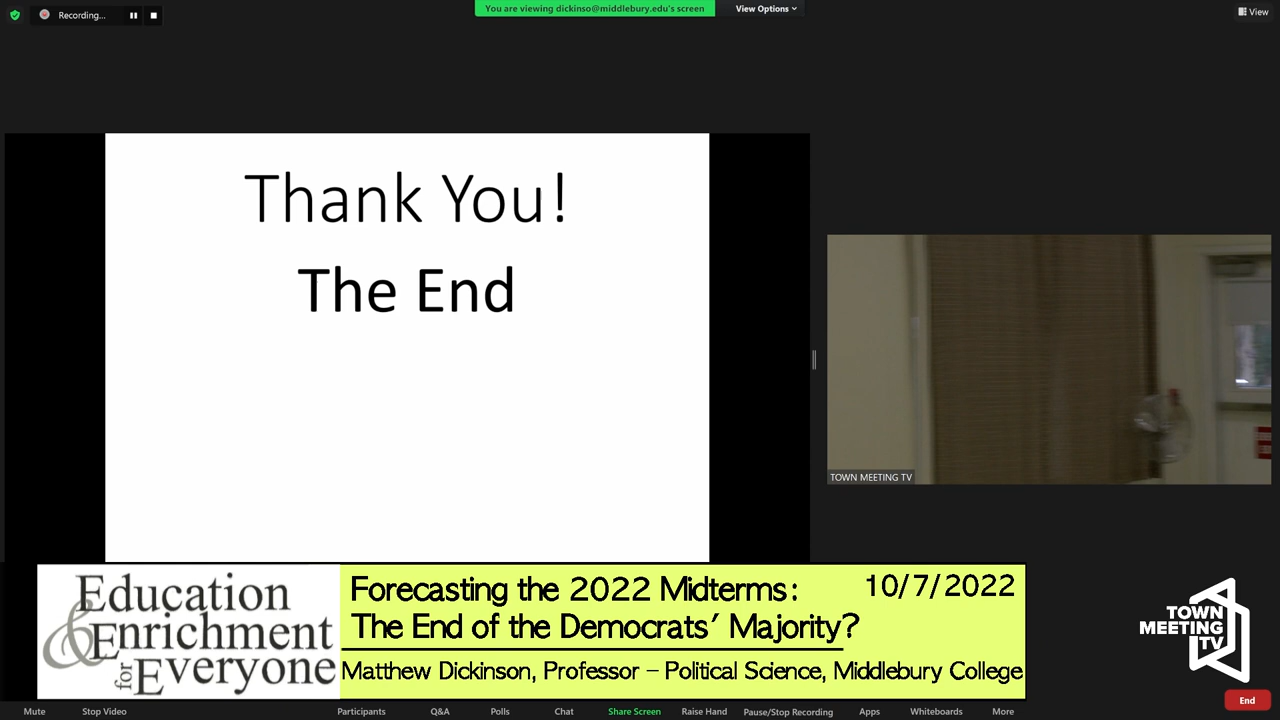 Recording...
You are viewing dickinso@middlebury.edu's screen
View Options
View
Thank You!
The End
TOWN MEETING TV
Education
& Enrichment
for Everyone
Forecasting the 2022 Midterms:
10/7/2022
The End of the Democrats' Majority?
Matthew Dickinson, Professor – Political Science, Middlebury College
TOWN
MEETING
TV
End
Mute
Stop Video
Participants
Q&A
Polls
Chat
Share Screen
Raise Hand
Pause/Stop Recording
Apps
Whiteboards
More